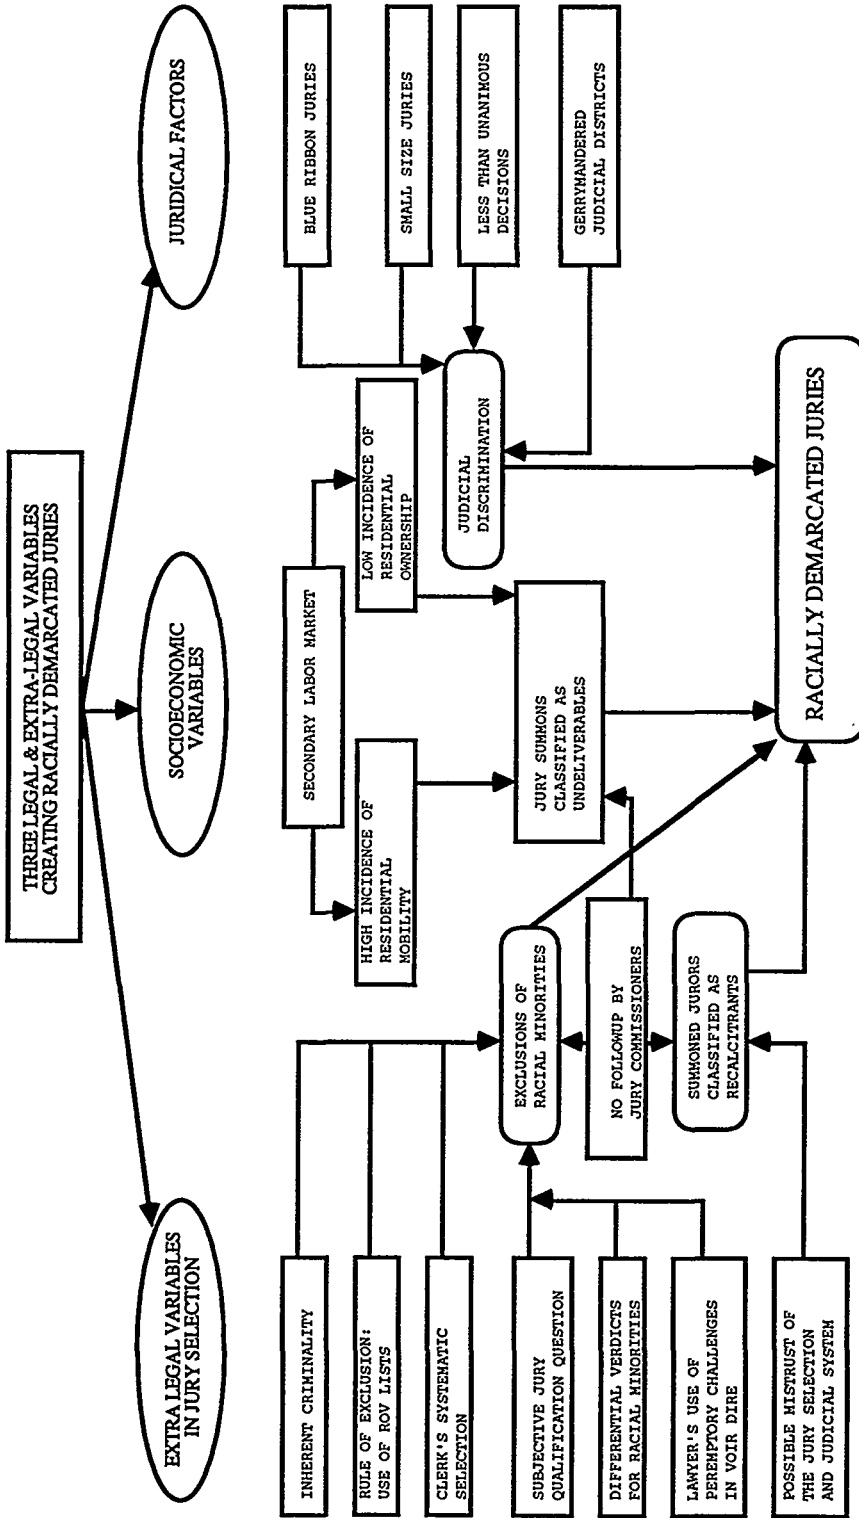 THREE LEGAL & EXTRA-LEGAL VARIABLES
CREATING RACIALLY DEMARCATED JURIES
EXTRA LEGAL VARIABLES
IN JURY SELECTION
SOCIOECONOMIC
VARIABLES
JURIDICAL FACTORS
INHERENT CRIMINALITY
RULE OF EXCLUSION:
USE OF ROV LISTS
CLERK'S SYSTEMATIC
SELECTION
SUBJECTIVE JURY
QUALIFICATION QUESTION
DIFFERENTIAL VERDICTS
FOR RACIAL MINORITIES
LAWYER'S USE OF
PEREMPTORY CHALLENGES
IN VOIR DIRE
POSSIBLE MISTRUST OF
THE JURY SELECTION
AND JUDICIAL SYSTEM
EXCLUSIONS OF
RACIAL MINORITIES
NO FOLLOWUP BY
JURY COMMISSIONERS
SUMMONED JURORS
CLASSIFIED AS
RECALCITRANTS
SECONDARY LABOR MARKET
HIGH INCIDENCE OF
RESIDENTIAL
MOBILITY
LOW INCIDENCE OF
RESIDENTIAL
OWNERSHIP
JURY SUMMONS
CLASSIFIED AS
UNDELIVERABLES
BLUE RIBBON JURIES
SMALL SIZE JURIES
LESS THAN UNANIMOUS
DECISIONS
GERRYMANDERED
JUDICIAL DISTRICTS
JUDICIAL
DISCRIMINATION
RACIALLY DEMARCATED JURIES